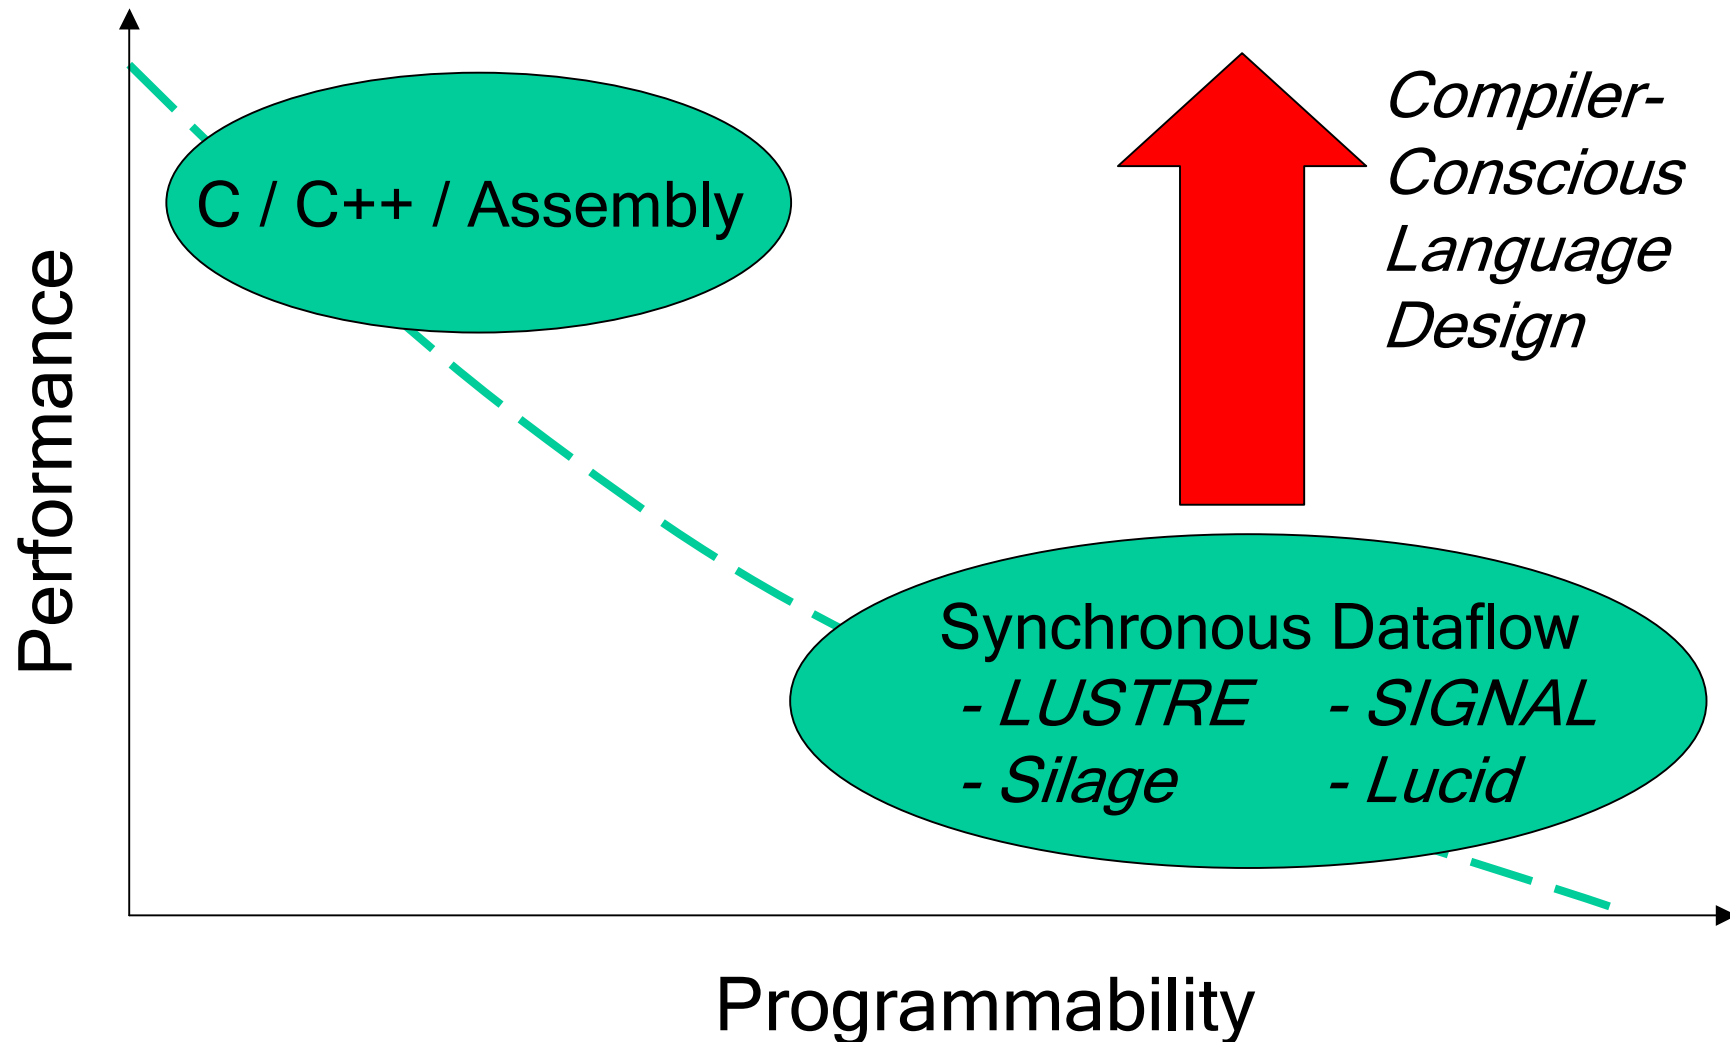 Performance
C / C++ / Assembly
Compiler-
Conscious
Language
Design
Synchronous Dataflow
- LUSTRE - SIGNAL
- Silage - Lucid
Programmability